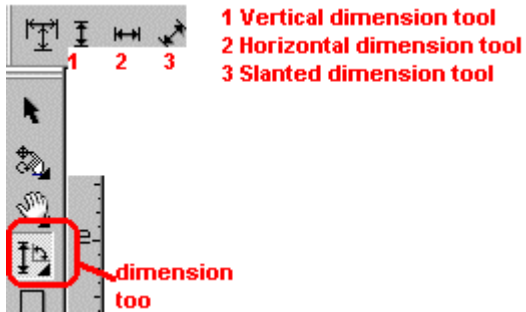 1 Vertical dimension tool
2 Horizontal dimension tool
3 Slanted dimension tool
1 2 3
dimension
too